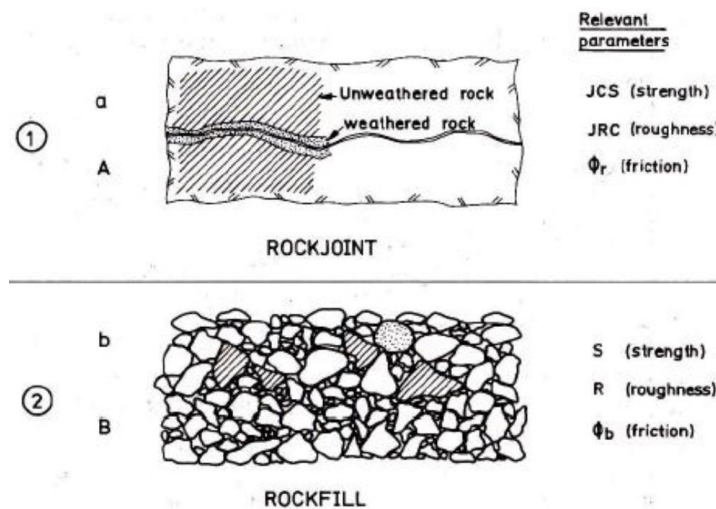 Relevant
parameters
a
Unweathered rock
JCS (strength)
①
weathered rock
JRC (roughness)
A
ϕr (friction)
ROCKJOINT
b
S (strength)
②
R (roughness)
B
ϕb (friction)
ROCKFILL